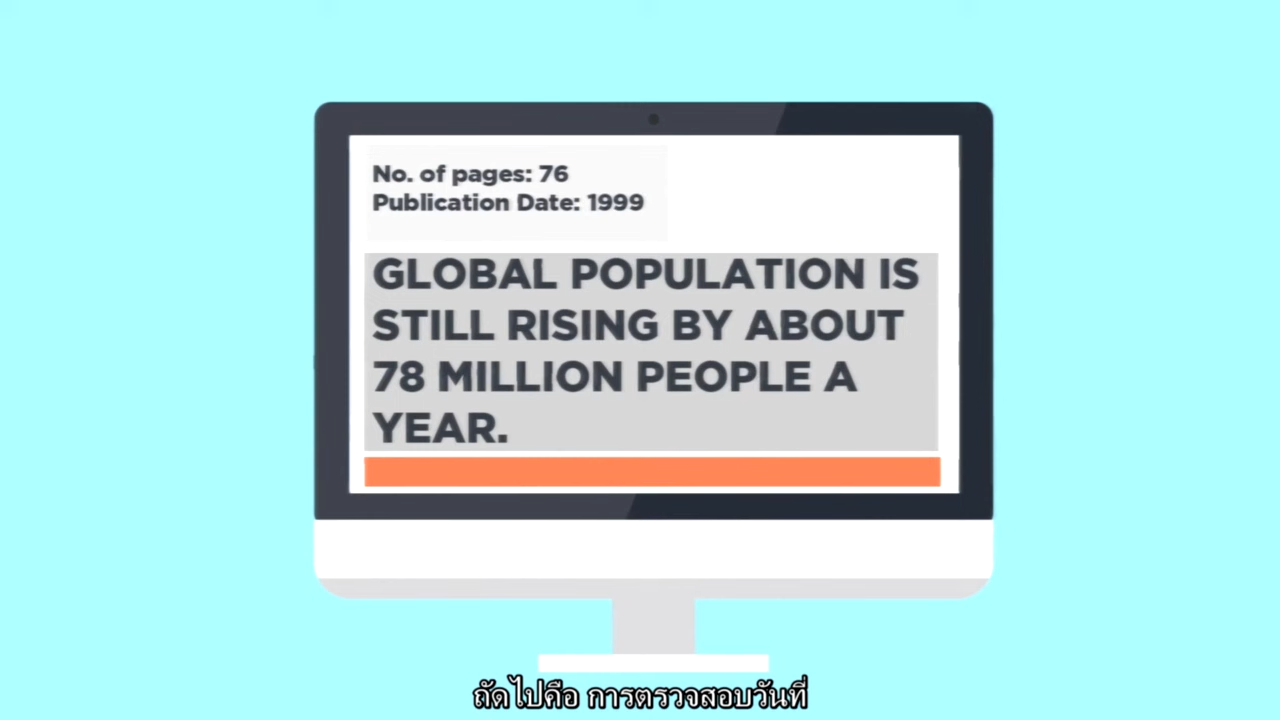 No. of pages: 76
Publication Date: 1999
GLOBAL POPULATION IS
STILL RISING BY ABOUT
78 MILLION PEOPLE A
YEAR.
ถัดไปคือ การตรวจสอบวันที่